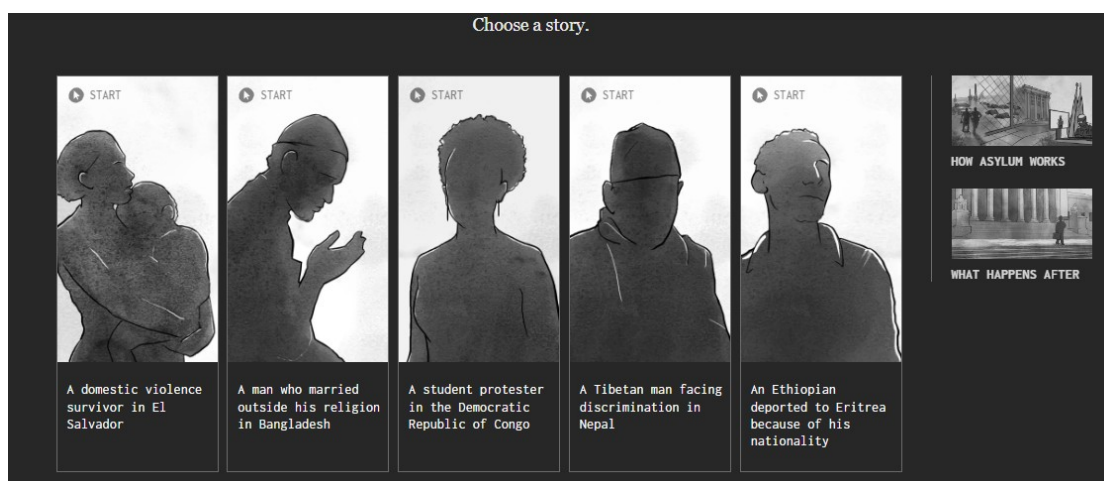 Choose a story.
START
A domestic violence
survivor in El
Salvador
START
A man who married
outside his religion
in Bangladesh
START
A student protester
in the Democratic
Republic of Congo
START
A Tibetan man facing
discrimination in
Nepal
START
An Ethiopian
deported to Eritrea
because of his
nationality
HOW ASYLUM WORKS
WHAT HAPPENS AFTER